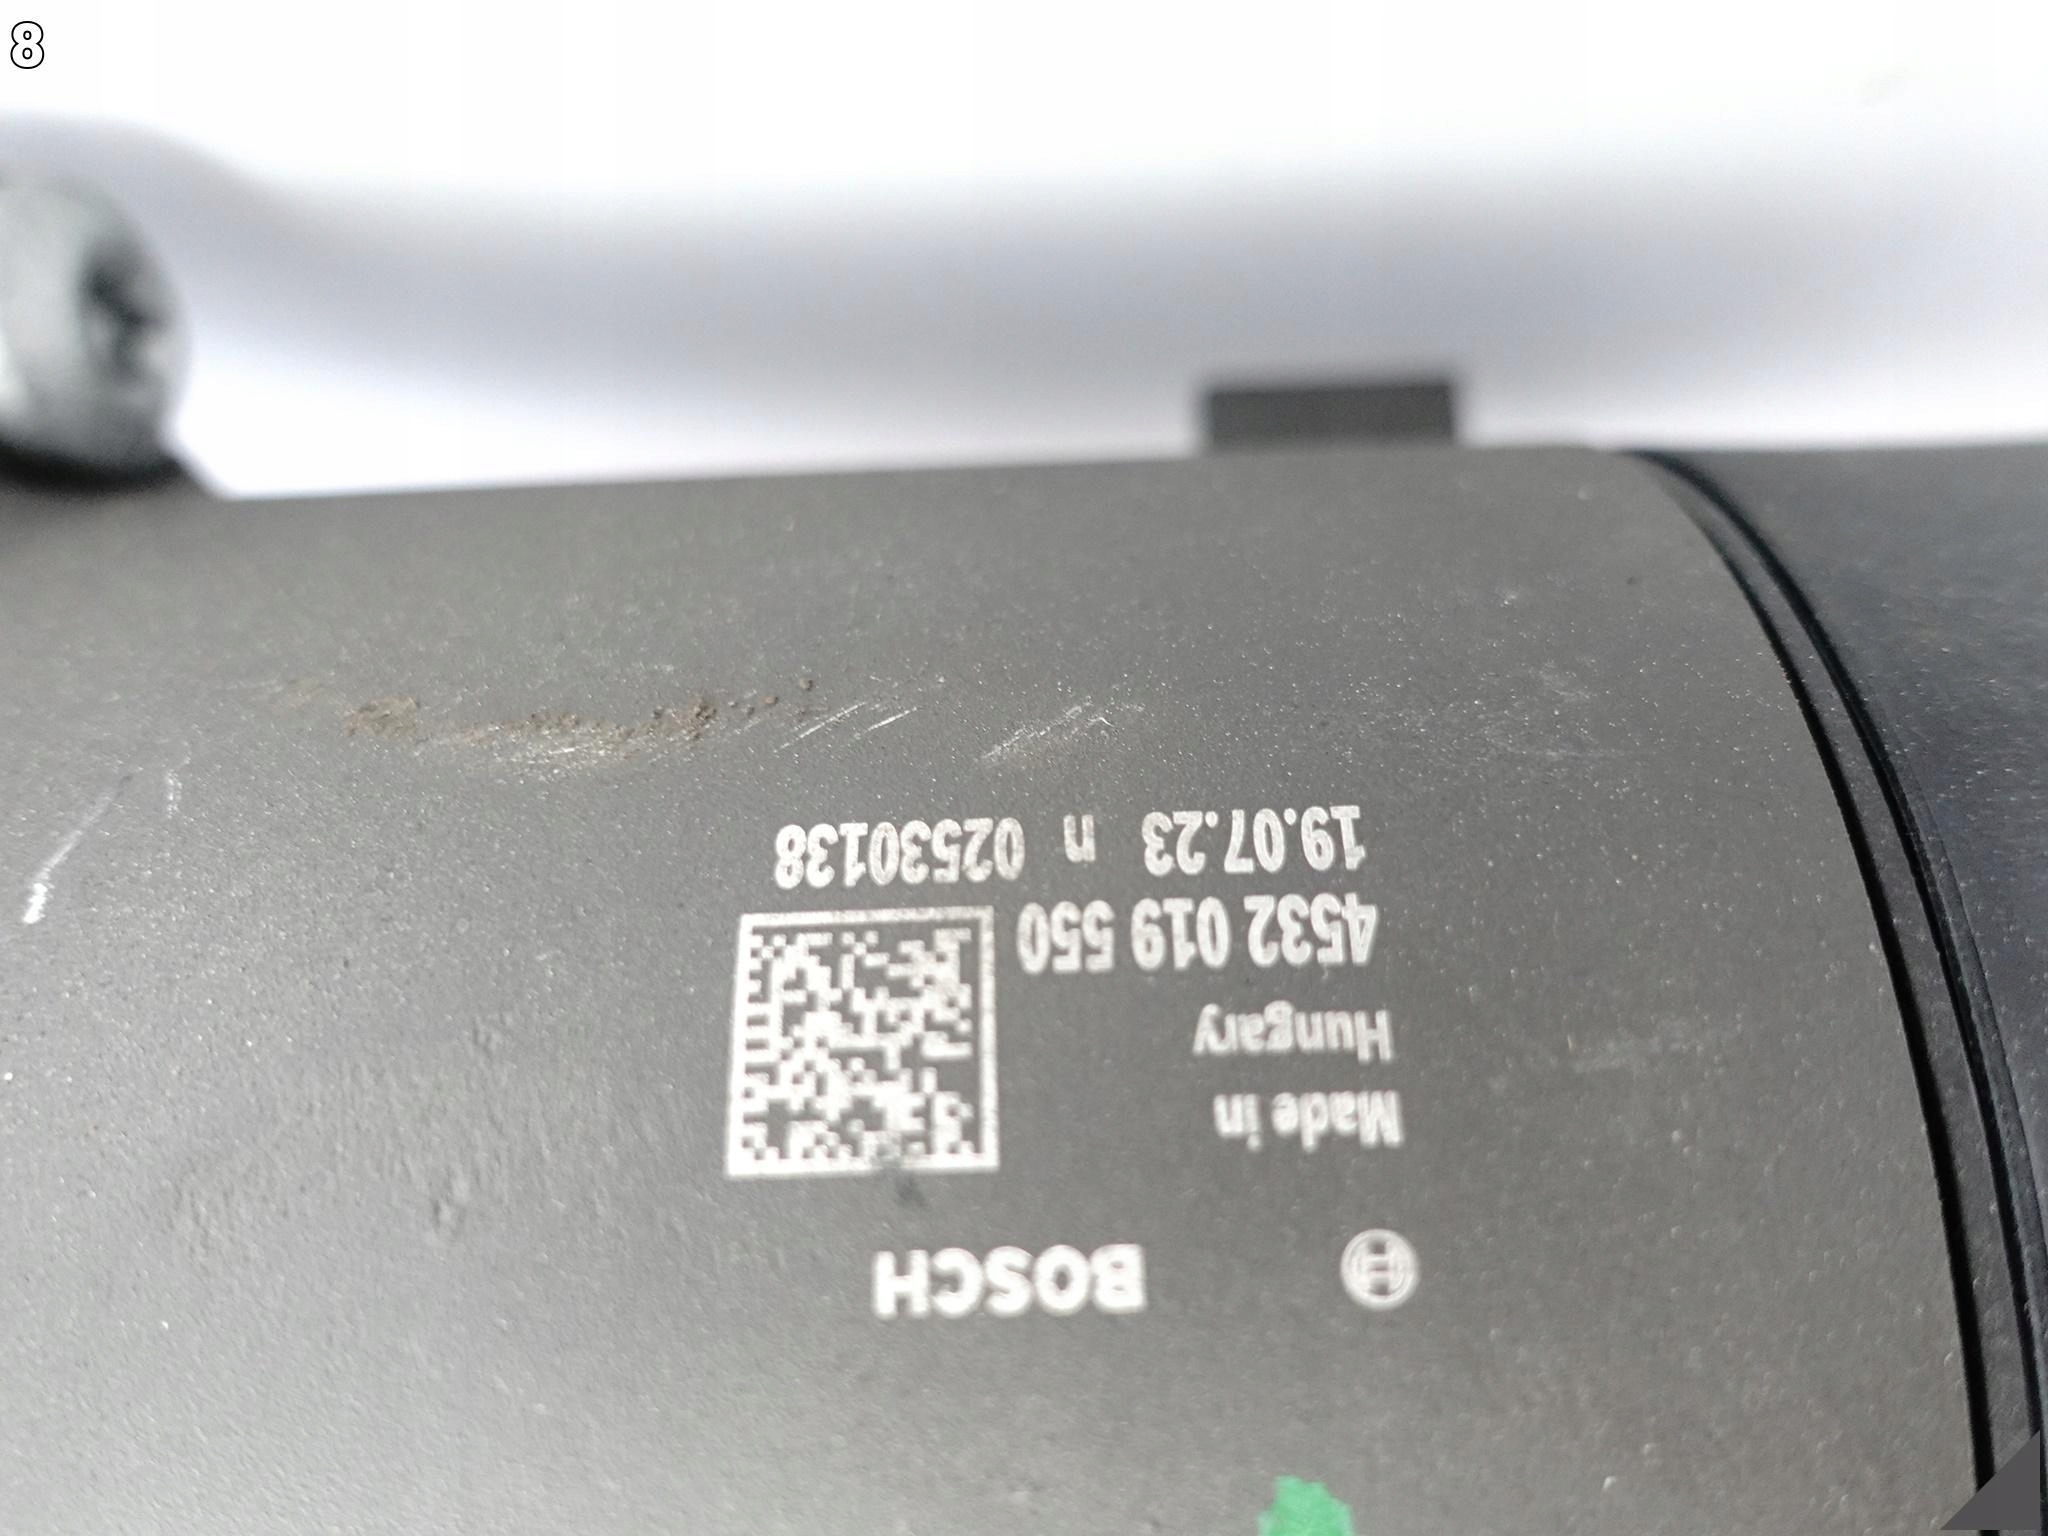 8
BOSCH
Made in
Hungary
4532 019 550
19.07.23 n 02530138